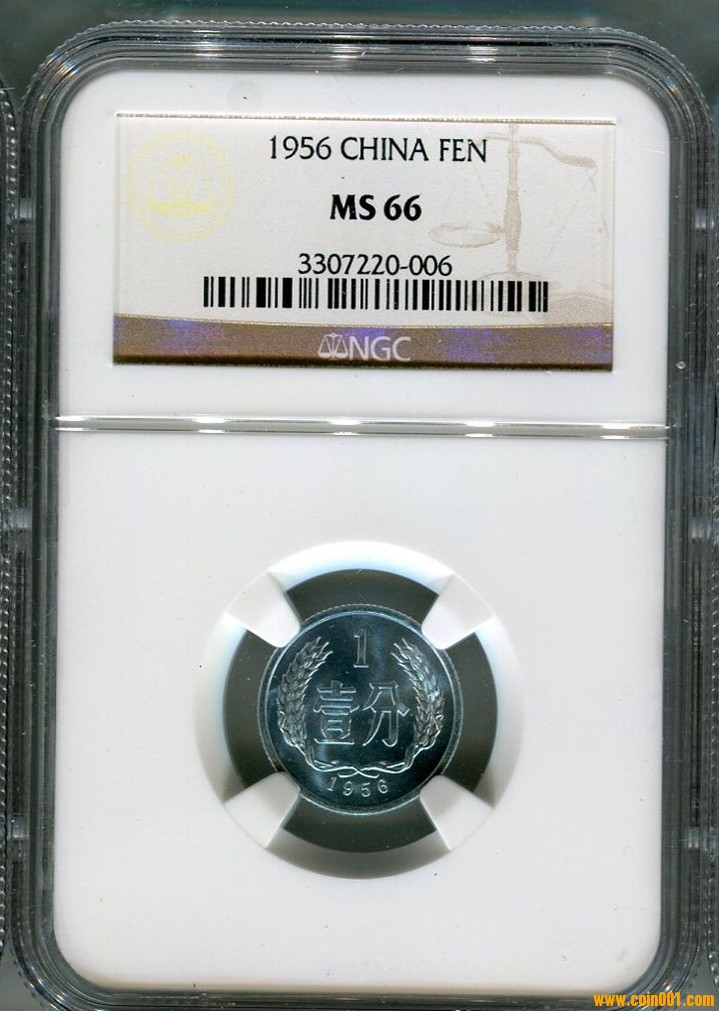 1956 CHINA FEN
MS 66
3307220-006
NGC
1
壹分
1956
www.coin001.com